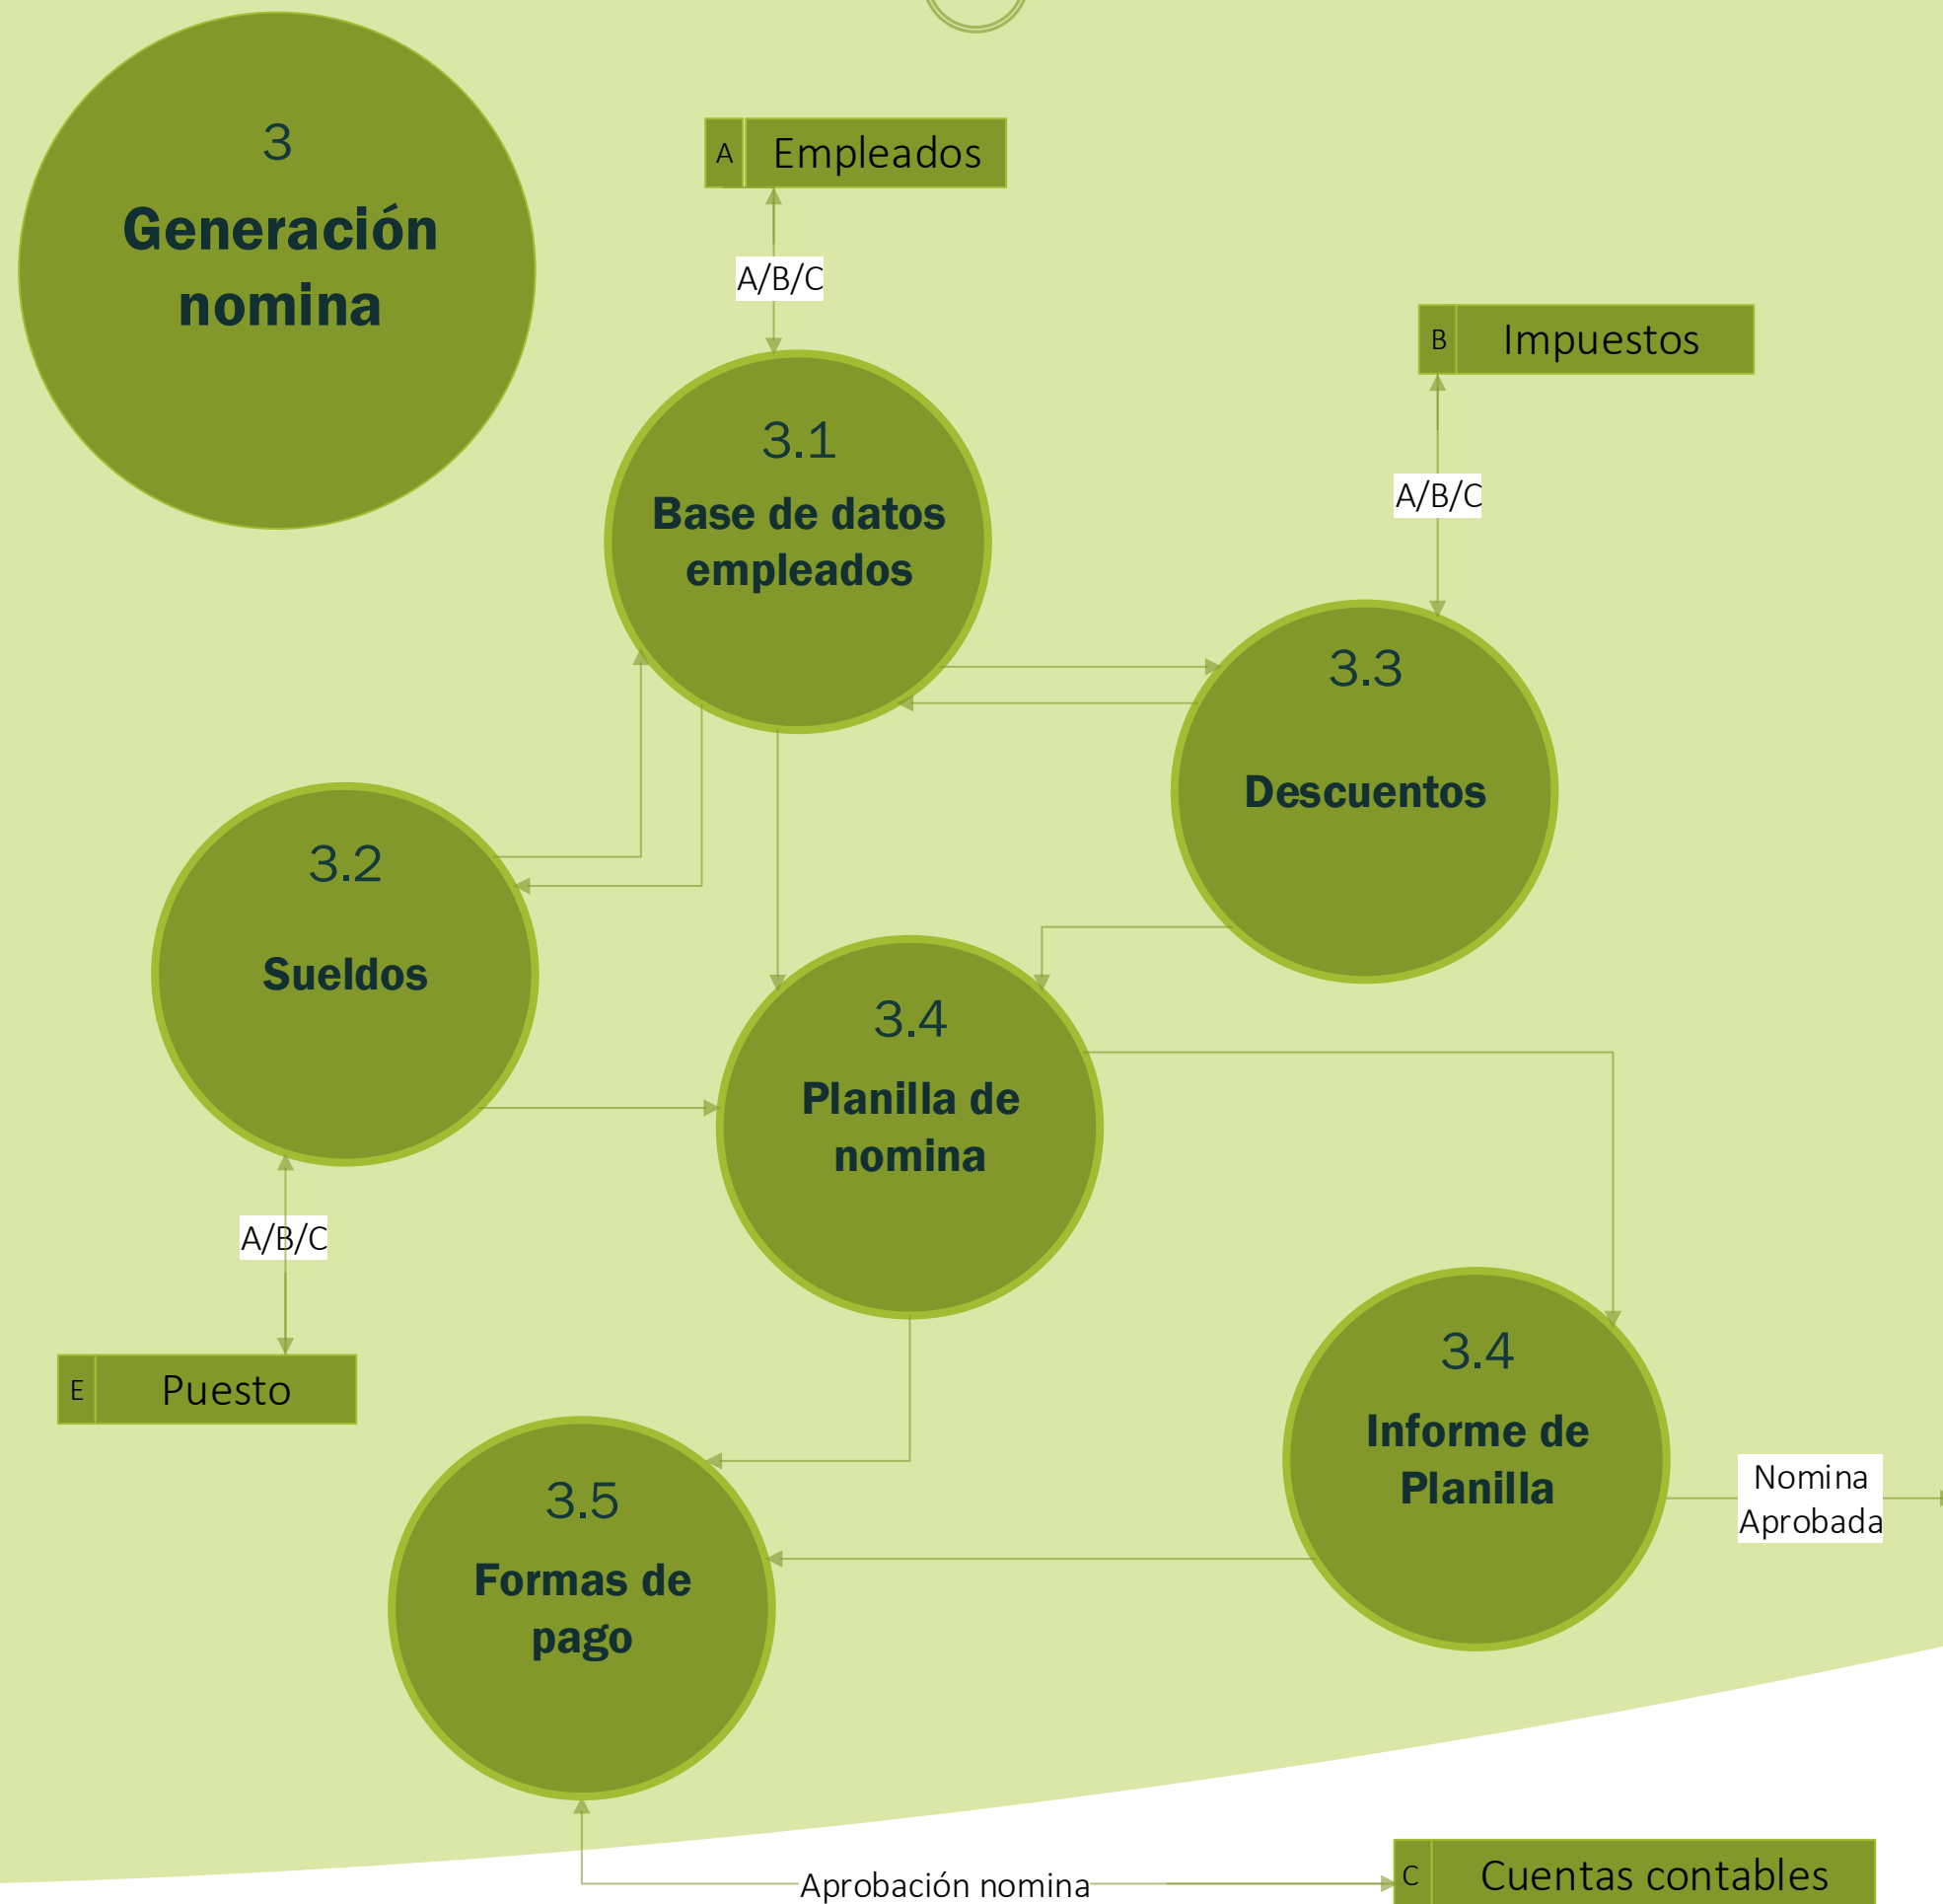 3
Generación
nomina
A
Empleados
A/B/C
B
Impuestos
A/B/C
3.1
Base de datos
empleados
3.3
Descuentos
3.2
Sueldos
3.4
Planilla de
nomina
A/B/C
E
Puesto
3.4
Informe de
Planilla
Nomina
Aprobada
3.5
Formas de
pago
Aprobación nomina
C
Cuentas contables